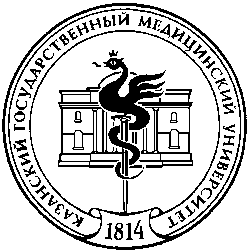 КАЗАНСКИЙ ГОСУДАРСТВЕННЫЙ МЕДИЦИНСКИЙ УНИВЕРСИТЕТ
1814